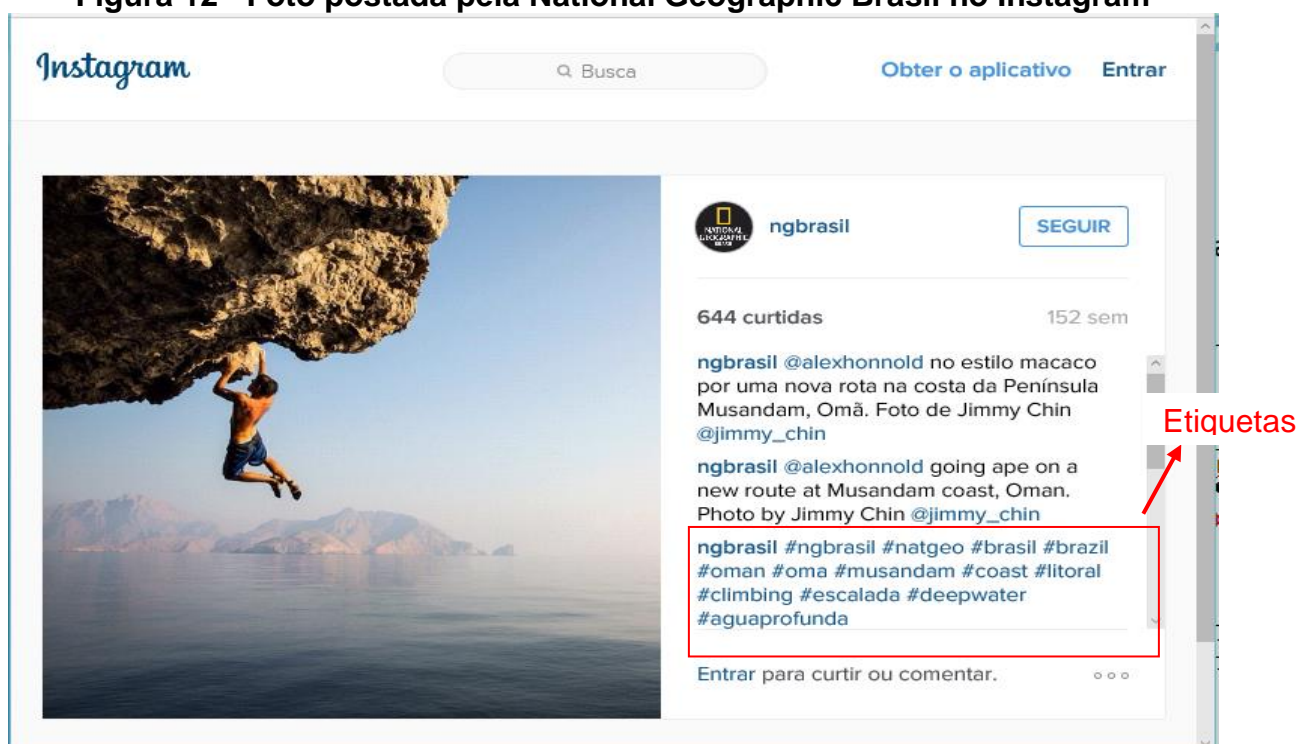 Figura 12 - Foto postada pela National Geographic Brasil no Instagram
Instagram
Busca
Obter o aplicativo
Entrar
NATIONAL
GEOGRAPHIC
BRASIL
ngbrasil
SEGUIR
644 curtidas
152 sem
ngbrasil @alexhonnold no estilo macaco
por uma nova rota na costa da Península
Musandam, Omã. Foto de Jimmy Chin
@jimmy_chin
ngbrasil @alexhonnold going ape on a
new route at Musandam coast, Oman.
Photo by Jimmy Chin @jimmy_chin
ngbrasil #ngbrasil #natgeo #brasil #brazil
#oman #oma #musandam #coast #litoral
#climbing #escalada #deepwater
#aguaprofunda
Etiquetas
Entrar para curtir ou comentar.